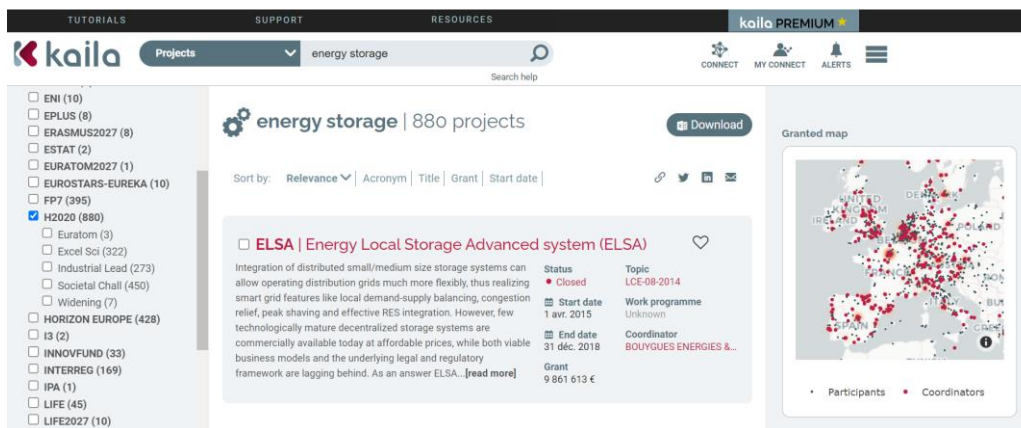 TUTORIALS SUPPORT RESOURCES kaila PREMIUM
kaila Projects energy storage CONNECT MY CONNECT ALERTS
Search help
ENI (10)
EPLUS (8)
ERASMUS2027 (8)
ESTAT (2)
EURATOM2027 (1)
EUROSTARS-EUREKA (10)
FP7 (395)
H2020 (880)
Euratom (3)
Excel Sci (322)
Industrial Lead (273)
Societal Chall (450)
Widening (7)
HORIZON EUROPE (428)
I3 (2)
INNOVFUND (33)
INTERREG (169)
IPA (1)
LIFE (45)
LIFE2027 (10)
energy storage | 880 projects
Download
Sort by: Relevance | Acronym | Title | Grant | Start date |
ELSA | Energy Local Storage Advanced system (ELSA)
Integration of distributed small/medium size storage systems can
allow operating distribution grids much more flexibly, thus realizing
smart grid features like local demand-supply balancing, congestion
relief, peak shaving and effective RES integration. However, few
technologically mature decentralized storage systems are
commercially available today at affordable prices, while both viable
business models and the underlying legal and regulatory
framework are lagging behind. As an answer ELSA...[read more]
Status
Closed
Start date
1 avr. 2015
End date
31 déc. 2018
Grant
9 861 613 €
Topic
LCE-08-2014
Work programme
Unknown
Coordinator
BOUYGUES ENERGIES &...
Granted map
UNITED
KINGDOM
IRELAND
POLAND
FRANCE
SPAIN
Participants Coordinators